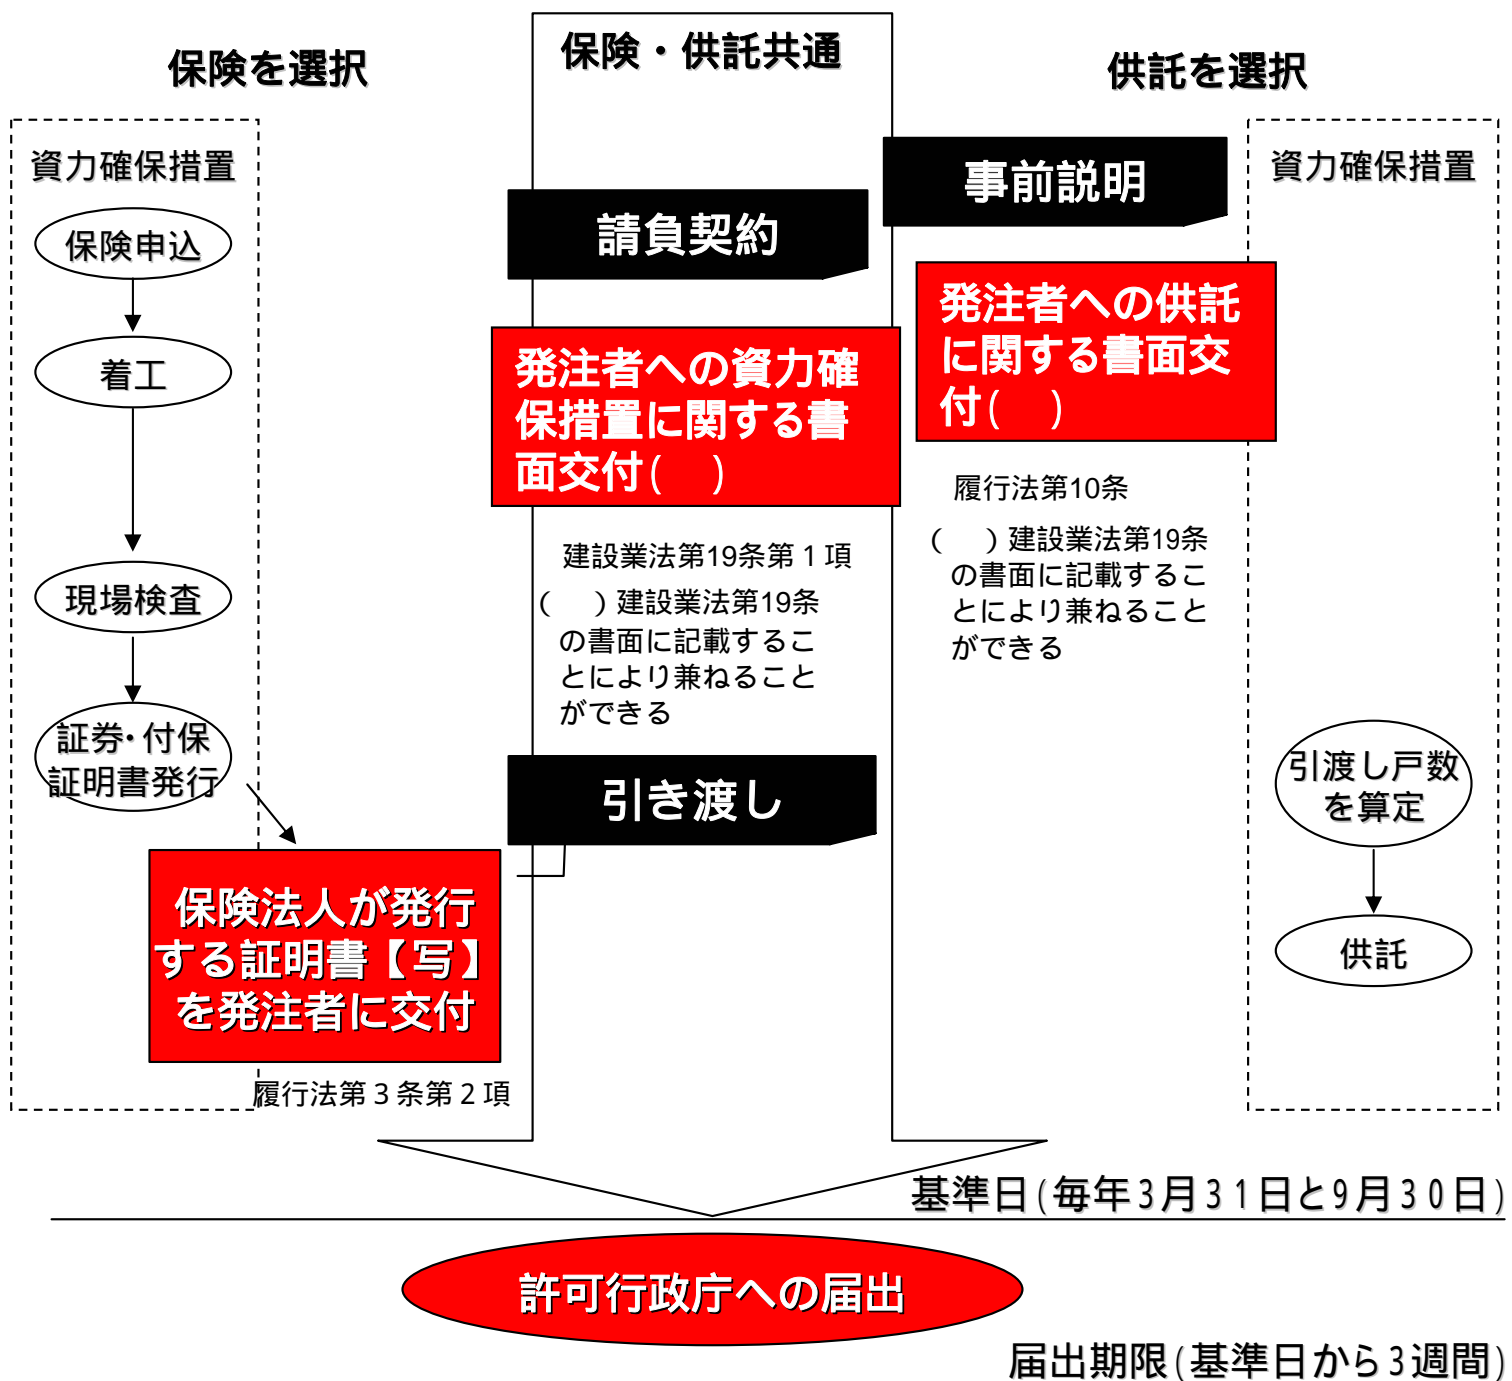 保険を選択
資力確保措置
保険申込
着工
現場検査
証券・付保
証明書発行
保険法人が発行
する証明書【写】
を発注者に交付
履行法第3条第2項
保険・供託共通
請負契約
発注者への資力確
保措置に関する書
面交付(　)
建設業法第19条第1項
(　)建設業法第19条
の書面に記載するこ
とにより兼ねること
ができる
引き渡し
供託を選択
事前説明
発注者への供託
に関する書面交
付(　)
履行法第10条
(　)建設業法第19条
の書面に記載するこ
とにより兼ねること
ができる
資力確保措置
引渡し戸数
を算定
供託
基準日(毎年3月31日と9月30日)
許可行政庁への届出
届出期限(基準日から3週間)